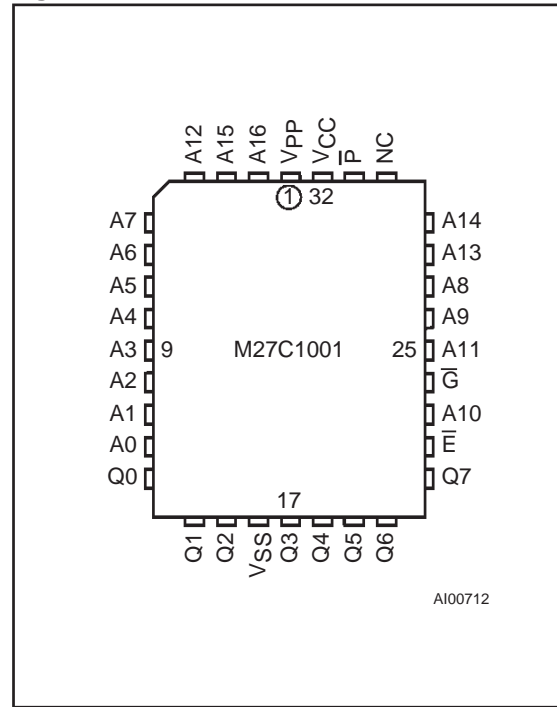 A12 A15 A16 VPP VCC P̅ NC
① 32
A7 A14
A6 A13
A5 A8
A4 A9
A3 9 M27C1001 25 A11
A2 G̅
A1 A10
A0 E̅
Q0 Q7
17
Q1 Q2 VSS Q3 Q4 Q5 Q6
AI00712